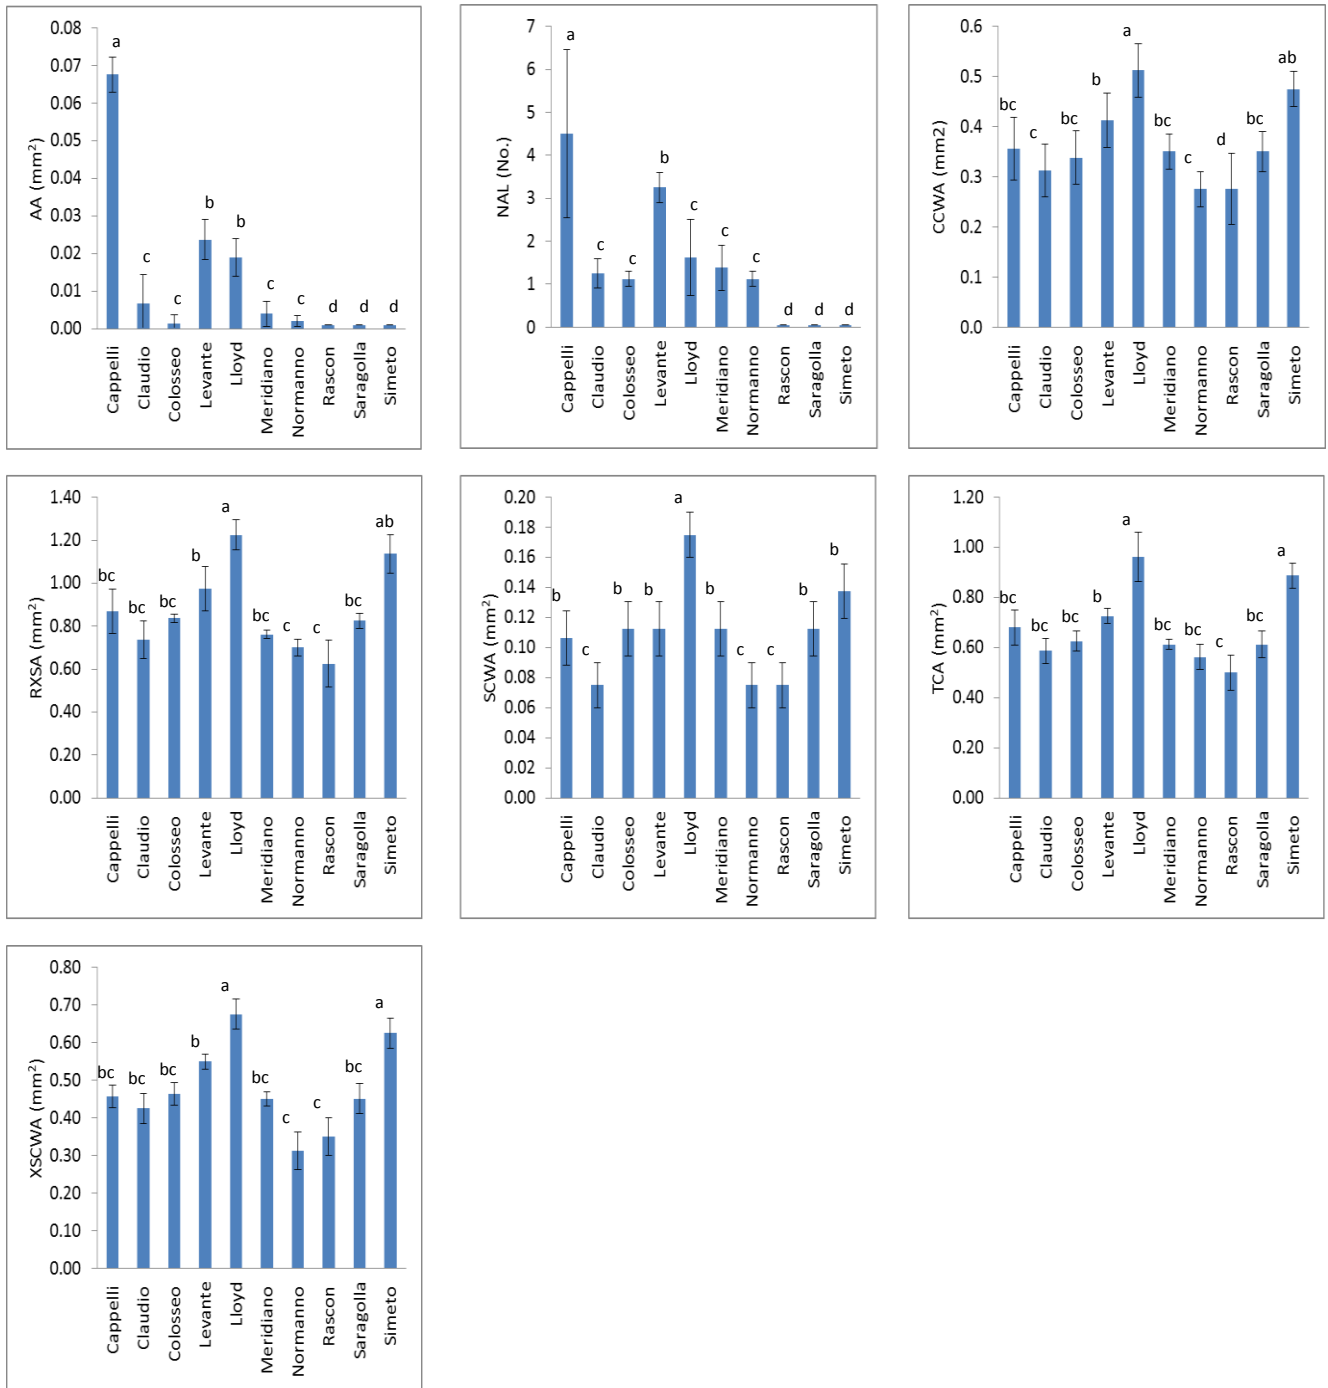 0.08
0.07
0.06
0.05
0.04
0.03
0.02
0.01
0.00
AA (mm²)
a
c
c
b
b
c
c
d
d
d
Cappelli
Claudio
Colosseo
Levante
Lloyd
Meridiano
Normanno
Rascon
Saragolla
Simeto
7
6
5
4
3
2
1
0
NAL (No.)
a
c
c
b
c
c
c
d
d
d
Cappelli
Claudio
Colosseo
Levante
Lloyd
Meridiano
Normanno
Rascon
Saragolla
Simeto
0.6
0.5
0.4
0.3
0.2
0.1
0.0
CCWA (mm2)
bc
c
bc
b
a
bc
c
d
bc
ab
Cappelli
Claudio
Colosseo
Levante
Lloyd
Meridiano
Normanno
Rascon
Saragolla
Simeto
1.40
1.20
1.00
0.80
0.60
0.40
0.20
0.00
RXSA (mm²)
bc
bc
bc
b
a
bc
c
c
bc
ab
Cappelli
Claudio
Colosseo
Levante
Lloyd
Meridiano
Normanno
Rascon
Saragolla
Simeto
0.20
0.18
0.16
0.14
0.12
0.10
0.08
0.06
0.04
0.02
0.00
SCWA (mm²)
b
c
b
b
a
b
c
c
b
b
Cappelli
Claudio
Colosseo
Levante
Lloyd
Meridiano
Normanno
Rascon
Saragolla
Simeto
1.20
1.00
0.80
0.60
0.40
0.20
0.00
TCA (mm²)
bc
bc
bc
b
a
bc
bc
c
bc
a
Cappelli
Claudio
Colosseo
Levante
Lloyd
Meridiano
Normanno
Rascon
Saragolla
Simeto
0.80
0.70
0.60
0.50
0.40
0.30
0.20
0.10
0.00
XSCWA (mm²)
bc
bc
bc
b
a
bc
c
c
bc
a
Cappelli
Claudio
Colosseo
Levante
Lloyd
Meridiano
Normanno
Rascon
Saragolla
Simeto